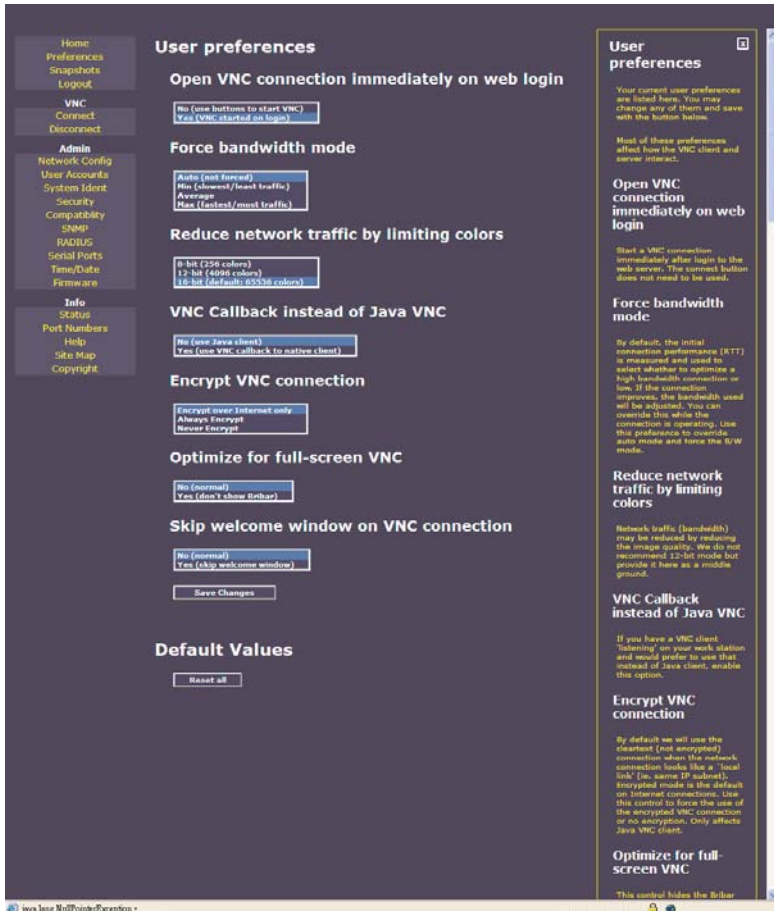 Home
Preferences
Snapshots
Logout
VNC
Connect
Disconnect
Admin
Network Config
User Accounts
System Ident
Security
Compatiblity
SNMP
RADIUS
Serial Ports
Time/Date
Firmware
Info
Status
Port Numbers
Help
Site Map
Copyright
User preferences
Open VNC connection immediately on web login
No (use buttons to start VNC)
Yes (VNC started on login)
Force bandwidth mode
Auto (not forced)
Min (slowest/least traffic)
Average
Max (fastest/most traffic)
Reduce network traffic by limiting colors
8-bit (256 colors)
12-bit (4096 colors)
16-bit (default: 65536 colors)
VNC Callback instead of Java VNC
No (use Java client)
Yes (use VNC callback to native client)
Encrypt VNC connection
Encrypt over Internet only
Always Encrypt
Never Encrypt
Optimize for full-screen VNC
No (normal)
Yes (don't show Bribar)
Skip welcome window on VNC connection
No (normal)
Yes (skip welcome window)
Save Changes
Default Values
Reset all
User
preferences
x
Your current user preferences
are listed here. You may
change any of them and save
with the button below.
Most of these preferences
affect how the VNC client and
server interact.
Open VNC
connection
immediately on web
login
Start a VNC connection
immediately after login to the
web server. The connect button
does not need to be used.
Force bandwidth
mode
By default, the initial
connection performance (RTT)
is measured and used to
select whether to optimize a
high bandwidth connection or
low. If the connection
improves, the bandwidth used
will be adjusted. You can
override this while the
connection is operating. Use
this preference to override
auto mode and force the B/W
mode.
Reduce network
traffic by limiting
colors
Network traffic (bandwidth)
may be reduced by reducing
the image quality. We do not
recommend 12-bit mode but
provide it here as a middle
ground.
VNC Callback
instead of Java VNC
If you have a VNC client
'listening' on your work station
and would prefer to use that
instead of Java client, enable
this option.
Encrypt VNC
connection
By default we will use the
cleartext (not encrypted)
connection when the network
connection looks like a `local
link' (ie. same IP subnet).
Encrypted mode is the default
on Internet connections. Use
this control to force the use of
the encrypted VNC connection
or no encryption. Only affects
Java VNC client.
Optimize for full-
screen VNC
This control hides the Bribar
java.lang.NullPointerException